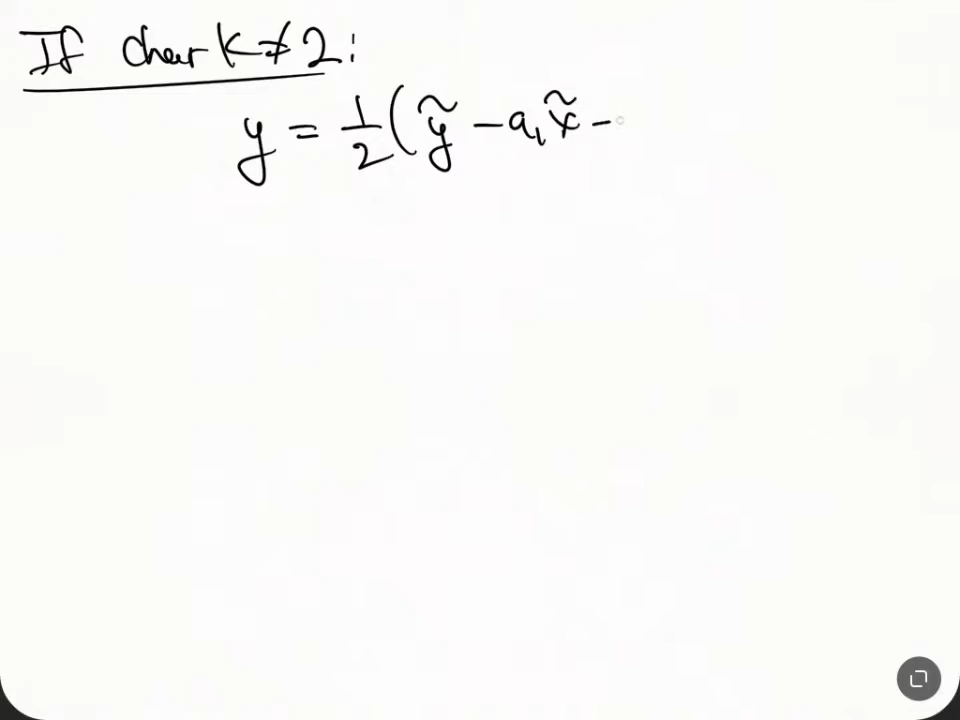 If char K ≠ 2:
y = 1/2 (ỹ − a₁x̃ −